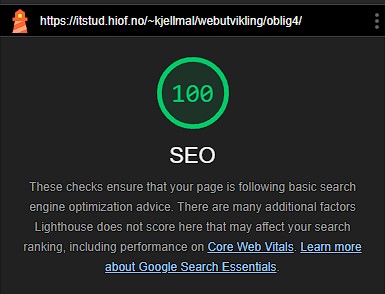 https://itstud.hiof.no/~kjellmal/webutvikling/oblig4/
100
SEO
These checks ensure that your page is following basic search
engine optimization advice. There are many additional factors
Lighthouse does not score here that may affect your search
ranking, including performance on Core Web Vitals. Learn more
about Google Search Essentials.